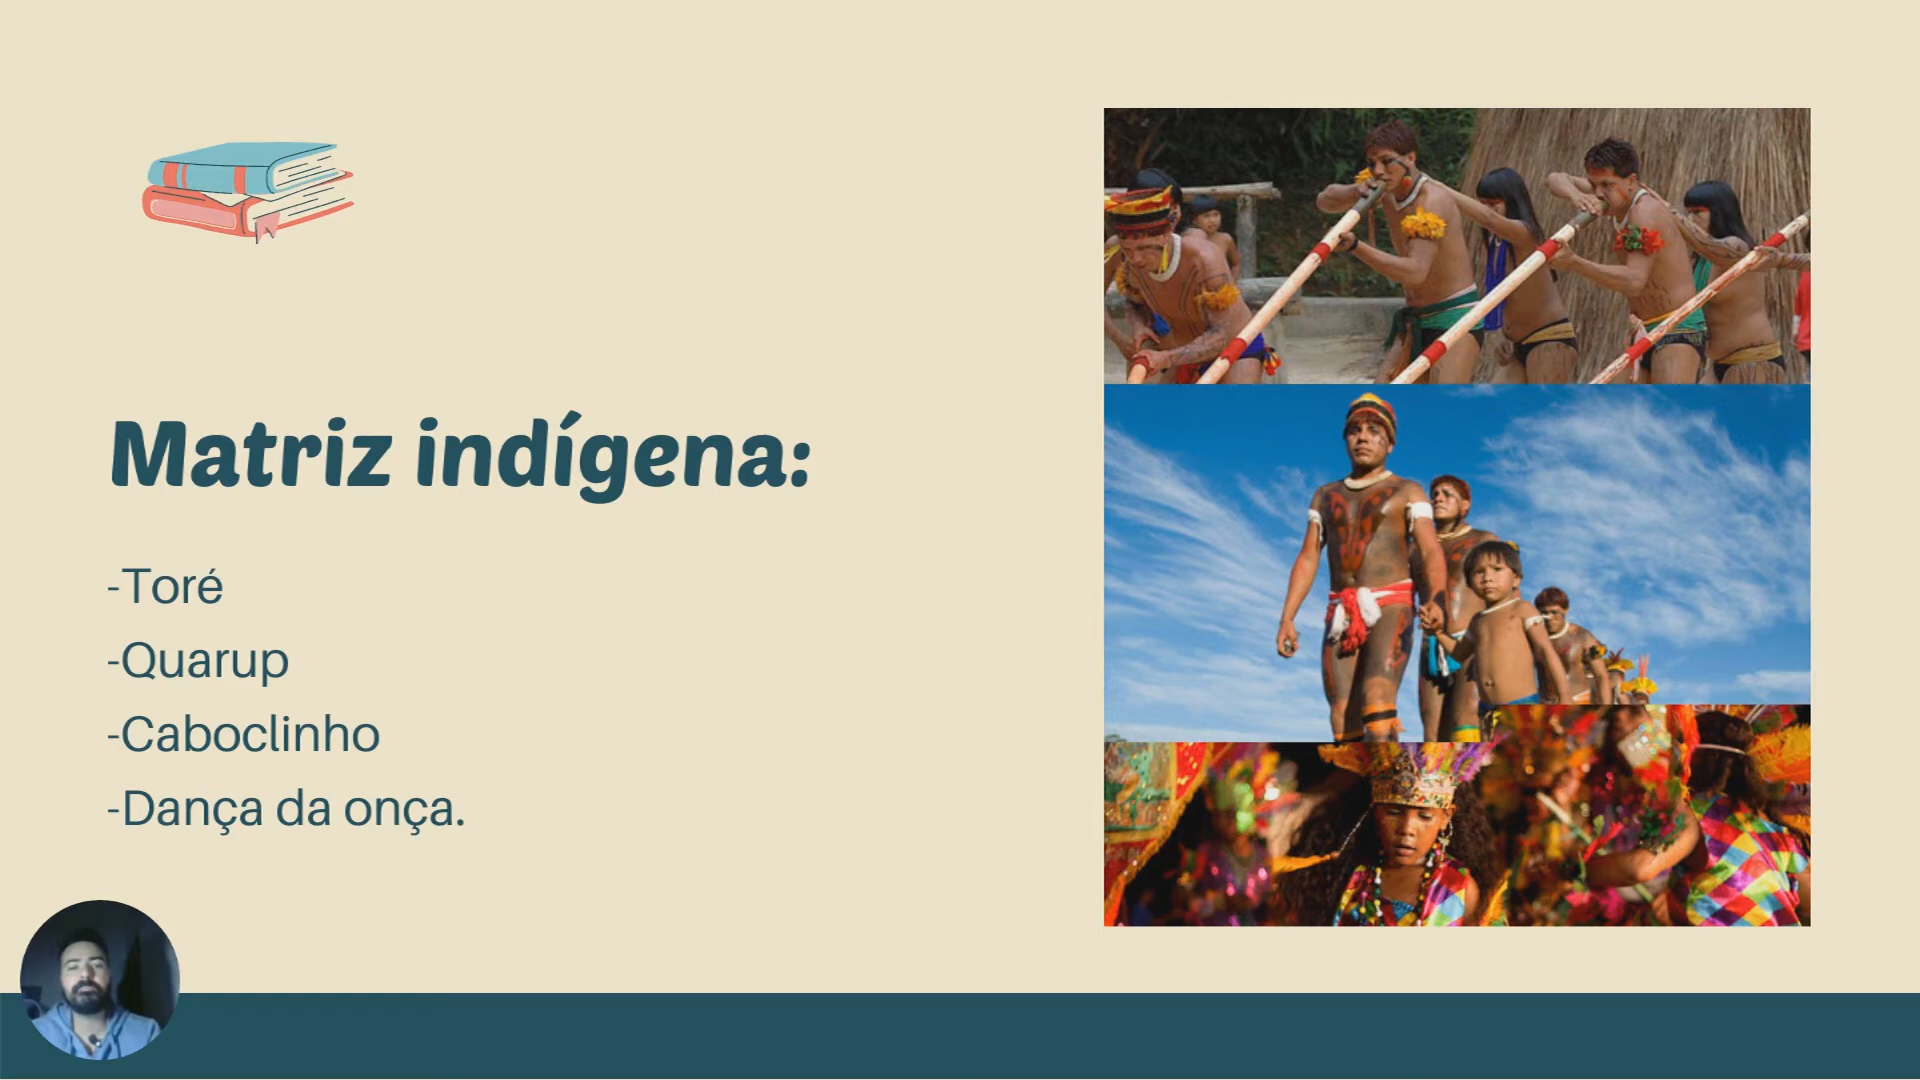 Matriz indígena:
-Toré
-Quarup
-Caboclinho
-Dança da onça.